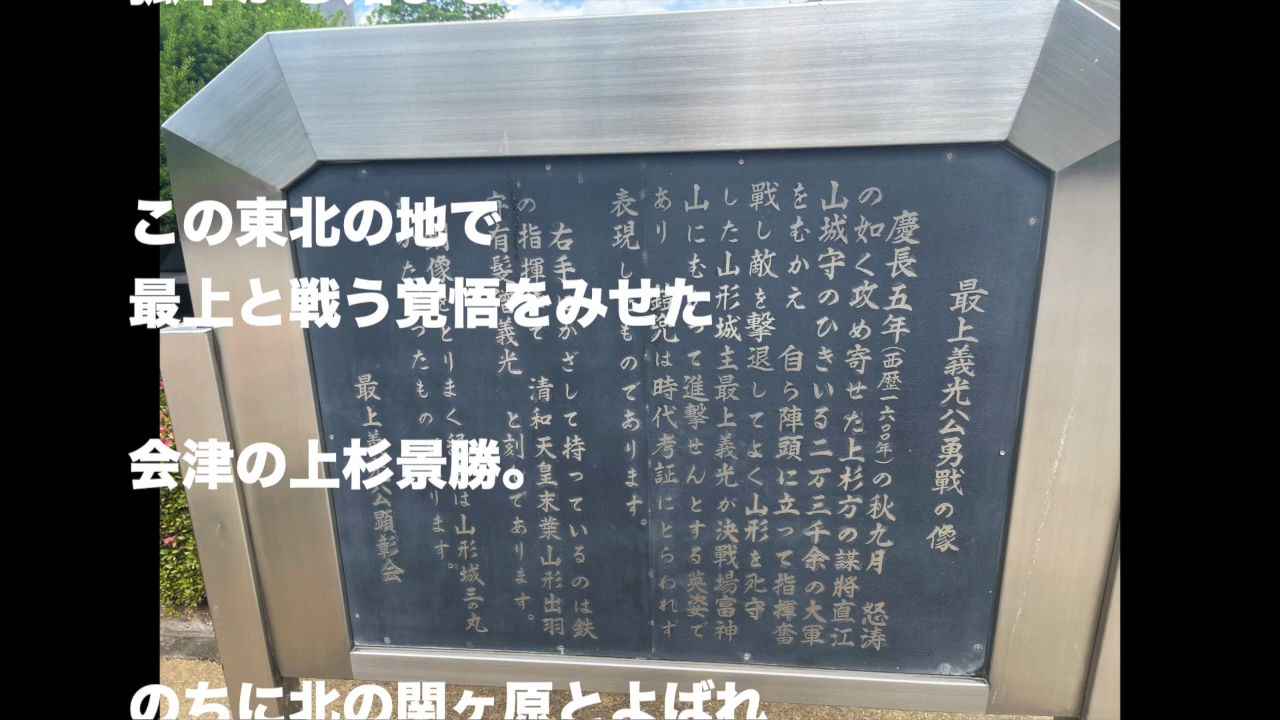 この東北の地で
最上と戦う覚悟をみせた
会津の上杉景勝。
のちに北の関ヶ原とよばれ
最上義光公勇戰の像
慶長五年(西歴一六〇〇年)の秋九月 怒涛
の如く攻め寄せた上杉方の謀将直江
山城守のひきいる二万三千余の大軍
をむかえ 自ら陣頭に立って指揮奮
戰し敵を撃退してよく山形を死守
した山形城主最上義光が決戦場富神
山にむ って進撃せんとする英姿で
あり 鎧兜は時代考証にとらわれず
表現し ものであります。
右手 かざして持っているのは鉄
の指揮 て 清和天皇末葉山形出羽
有髪 義光 と刻 であります。
銅像 とりまく は山形城三の丸
った もの ります。
最上義 公顕彰会